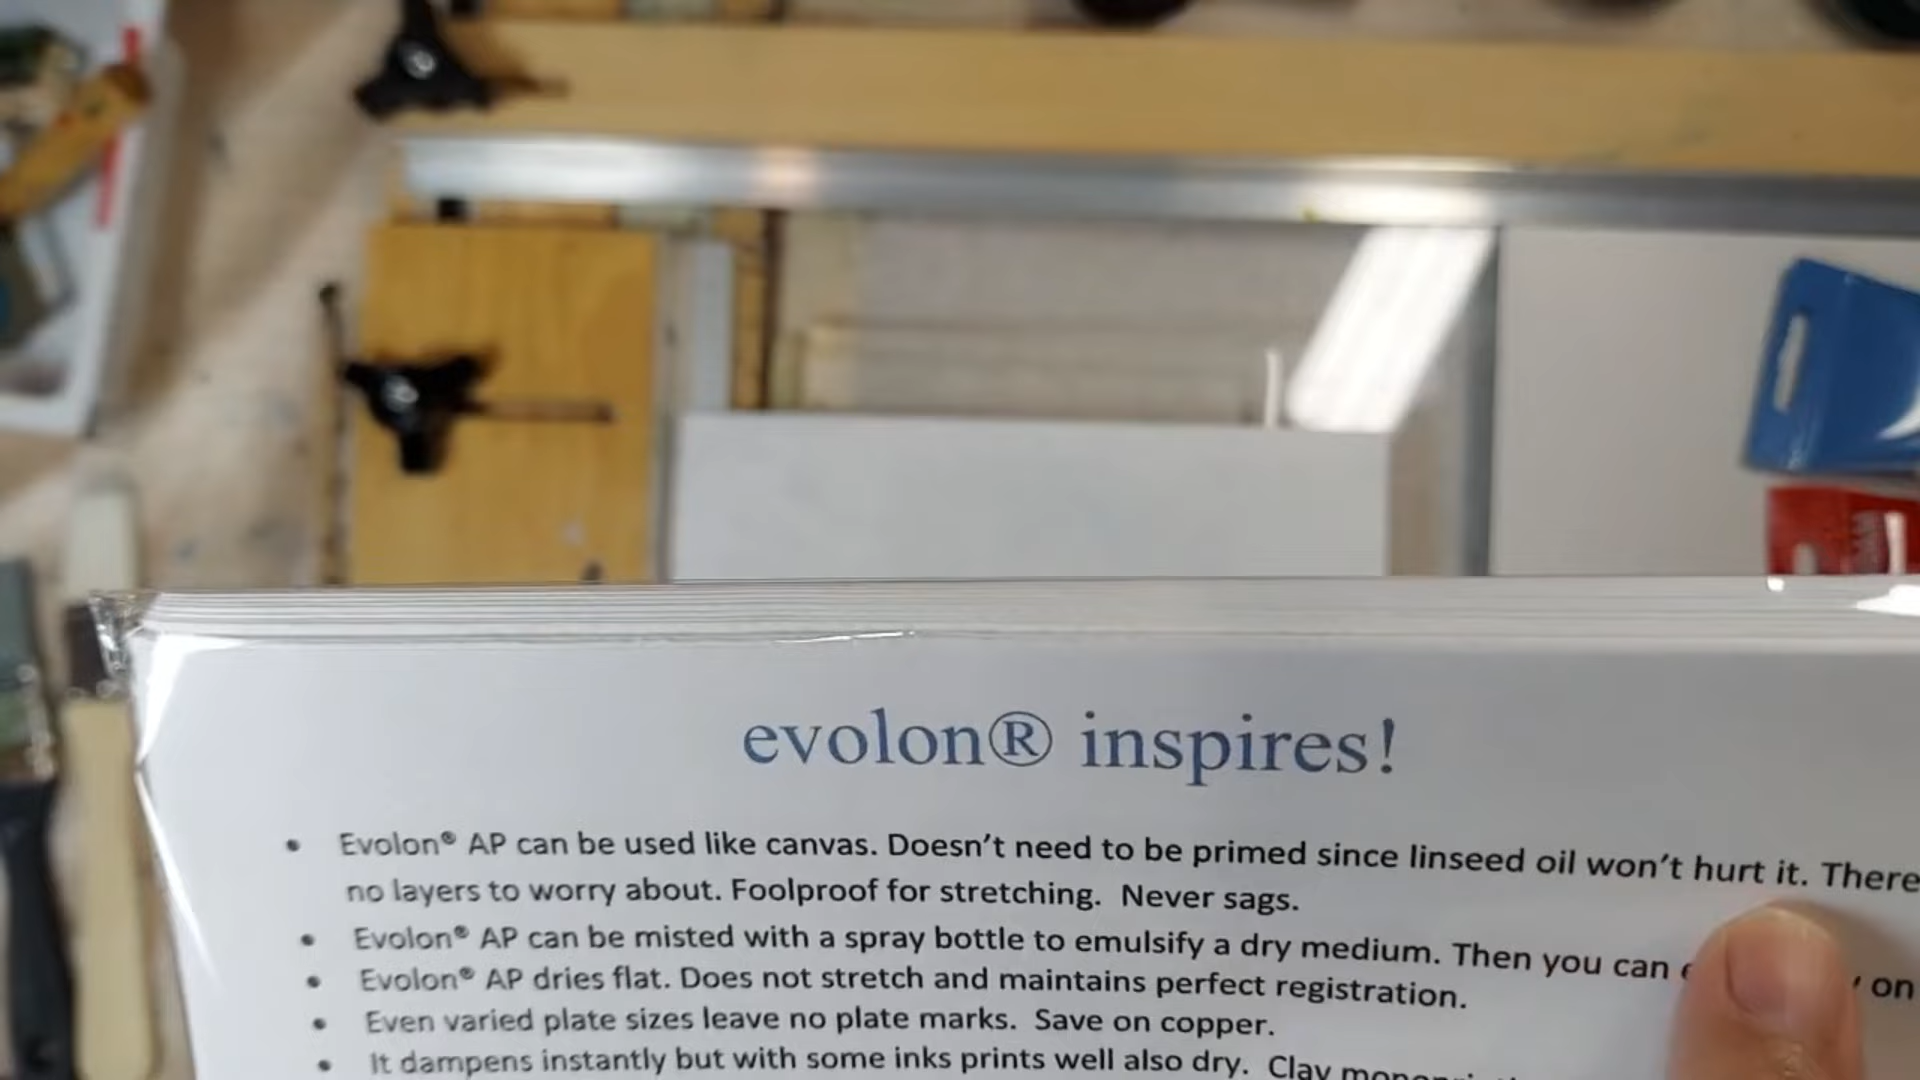 evolon® inspires!
• Evolon® AP can be used like canvas. Doesn't need to be primed since linseed oil won't hurt it. There
no layers to worry about. Foolproof for stretching. Never sags.
• Evolon® AP can be misted with a spray bottle to emulsify a dry medium. Then you can on
• Evolon® AP dries flat. Does not stretch and maintains perfect registration.
• Even varied plate sizes leave no plate marks. Save on copper.
• It dampens instantly but with some inks prints well also dry. Clay